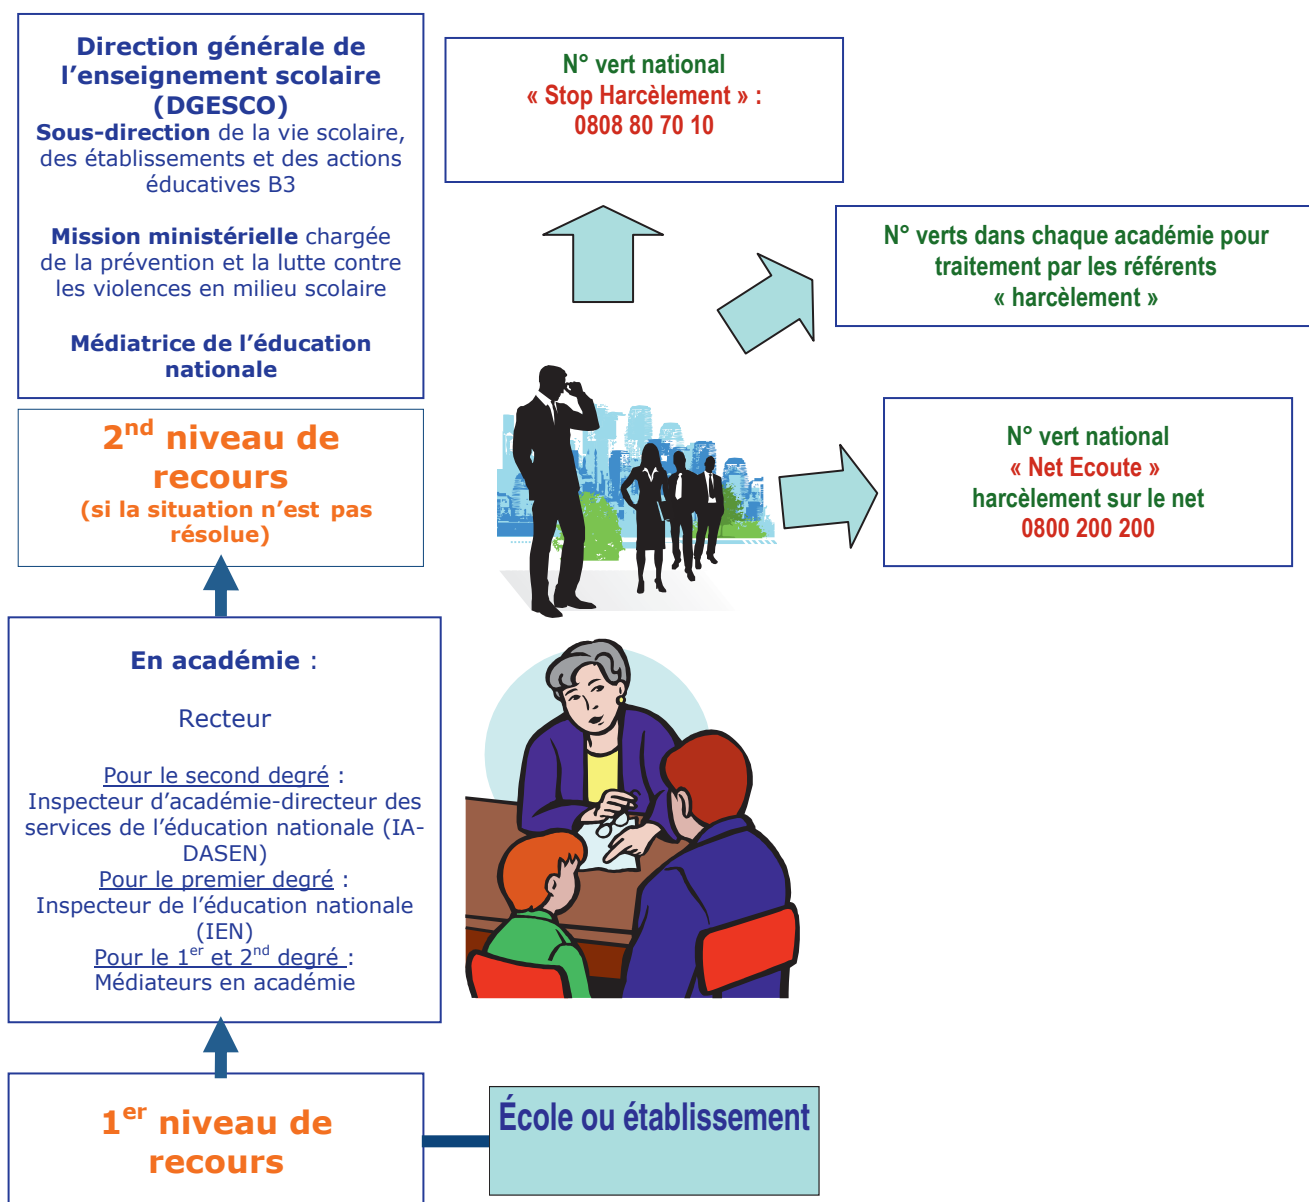 Direction générale de
l'enseignement scolaire
(DGESCO)
Sous-direction de la vie scolaire,
des établissements et des actions
éducatives B3
Mission ministérielle chargée
de la prévention et la lutte contre
les violences en milieu scolaire
Médiatrice de l'éducation
nationale
N° vert national
« Stop Harcèlement » :
0808 80 70 10
N° verts dans chaque académie pour
traitement par les référents
« harcèlement »
N° vert national
« Net Ecoute »
harcèlement sur le net
0800 200 200
2nd niveau de
recours
(si la situation n'est pas
résolue)
En académie :
Recteur
Pour le second degré :
Inspecteur d'académie-directeur des
services de l'éducation nationale (IA-
DASEN)
Pour le premier degré :
Inspecteur de l'éducation nationale
(IEN)
Pour le 1er et 2nd degré :
Médiateurs en académie
1er niveau de
recours
École ou établissement